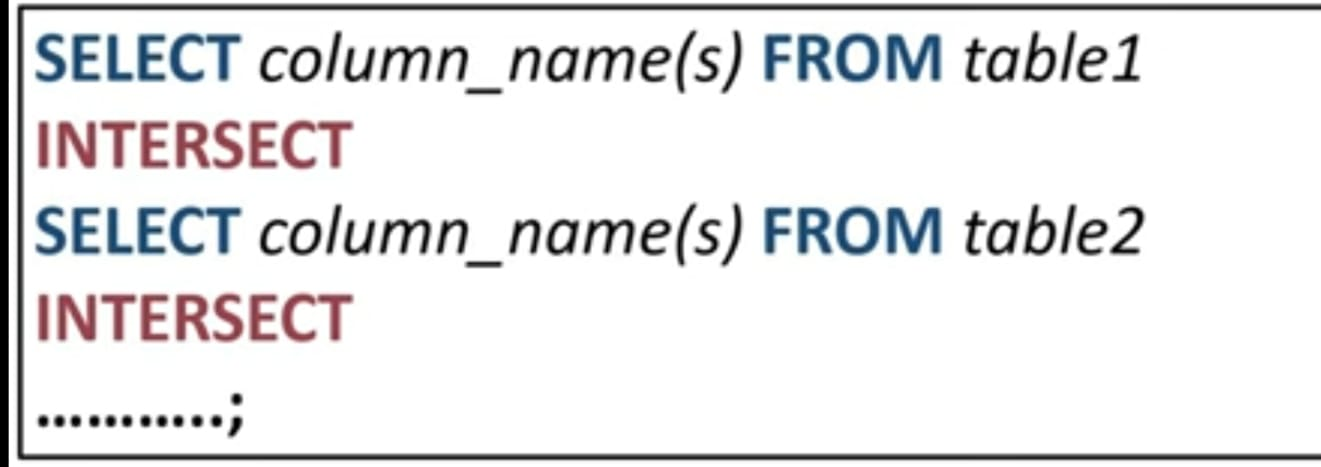 SELECT column_name(s) FROM table1
INTERSECT
SELECT column_name(s) FROM table2
INTERSECT
………..;